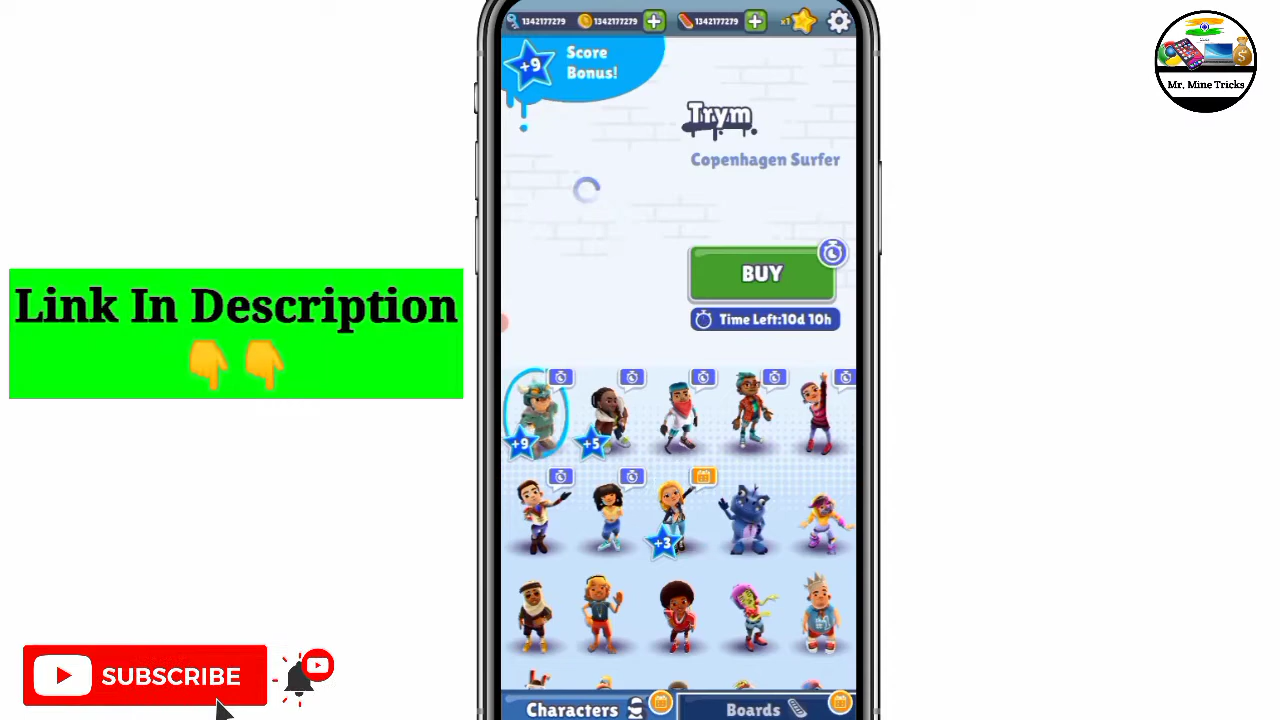 1342177279 1342177279 1342177279 x1
+9 Score
Bonus!
Trym
Copenhagen Surfer
BUY
Time Left:10d 10h
+9 +5
+3
Characters Boards
Link In Description
SUBSCRIBE
Mr. Mine Tricks